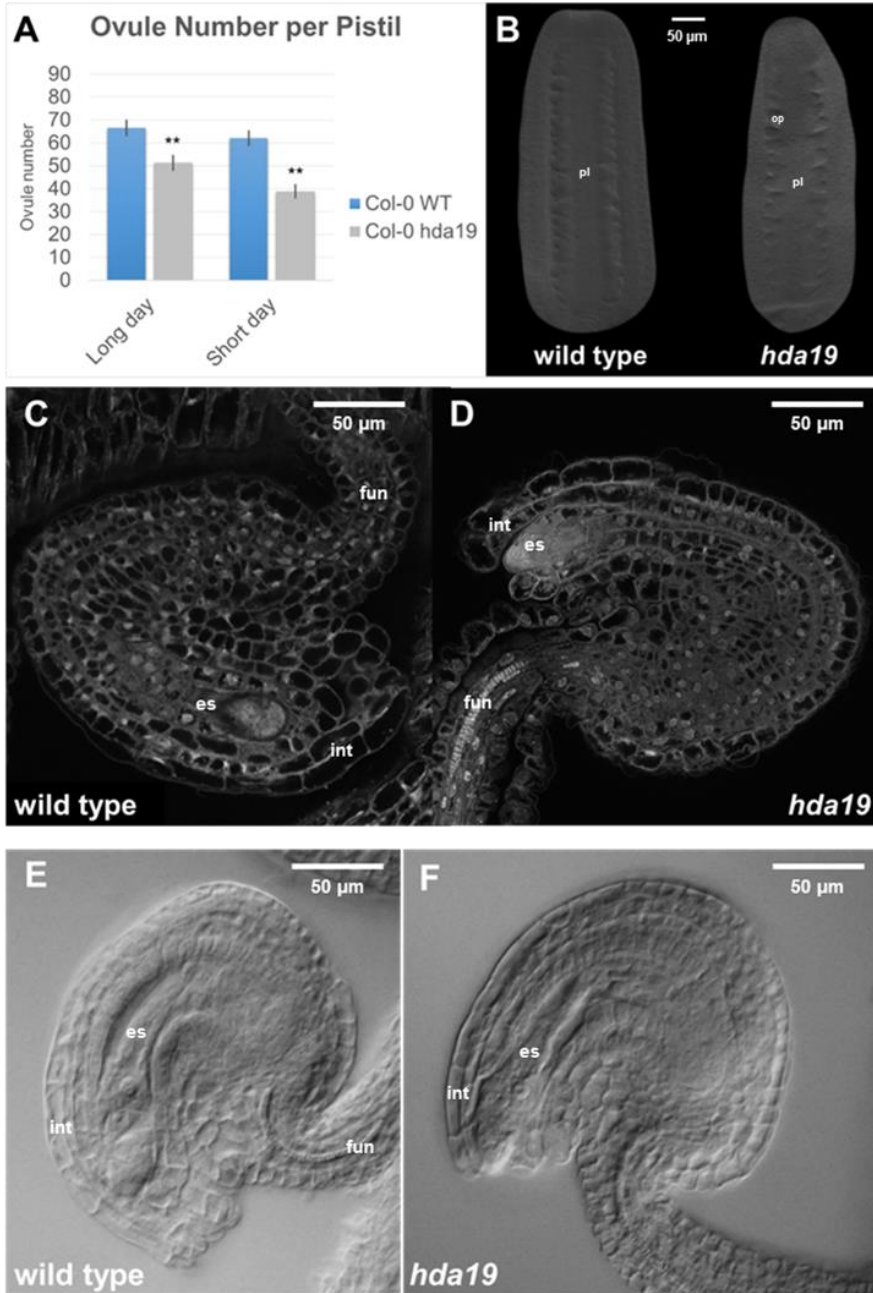 A
Ovule Number per Pistil
90
80
70
60
50
40
30
20
10
0
Ovule number
**
**
Long day
Short day
Col-0 WT
Col-0 hda19
B
50 µm
op
pl
pl
wild type
hda19
C
50 µm
fun
es
int
wild type
D
50 µm
int
es
fun
hda19
E
50 µm
es
int
fun
wild type
F
50 µm
es
int
hda19